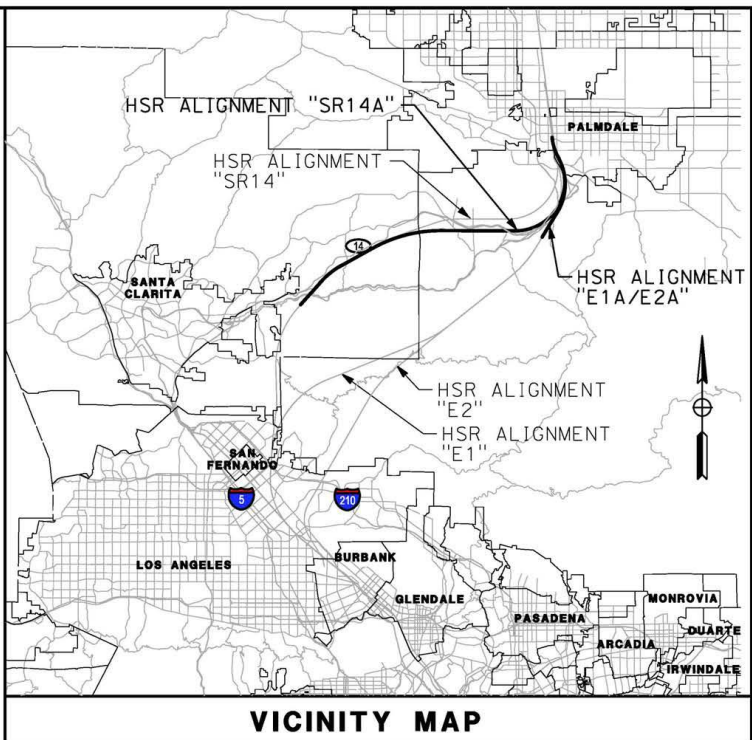 HSR ALIGNMENT "SR14A"
PALMDALE
HSR ALIGNMENT
"SR14"
14
HSR ALIGNMENT
"E1A/E2A"
SANTA
CLARITA
HSR ALIGNMENT
"E2"
HSR ALIGNMENT
"E1"
SAN
FERNANDO
5
210
LOS ANGELES
BURBANK
GLENDALE
PASADENA
MONROVIA
ARCADIA
DUARTE
IRWINDALE
VICINITY MAP